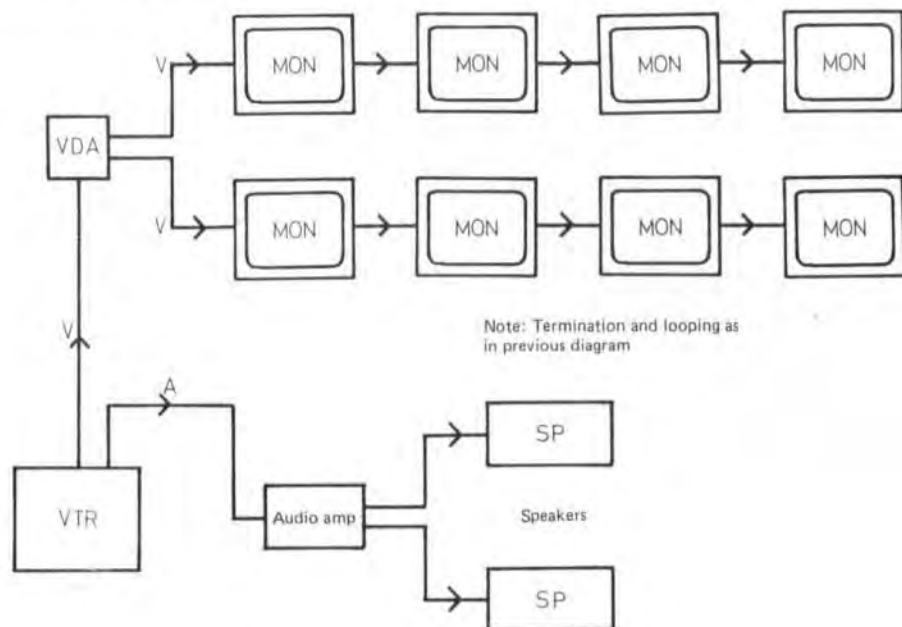 V
MON
MON
MON
MON
VDA
V
MON
MON
MON
MON
Note: Termination and looping as
in previous diagram
V
A
SP
VTR
Audio amp
Speakers
SP